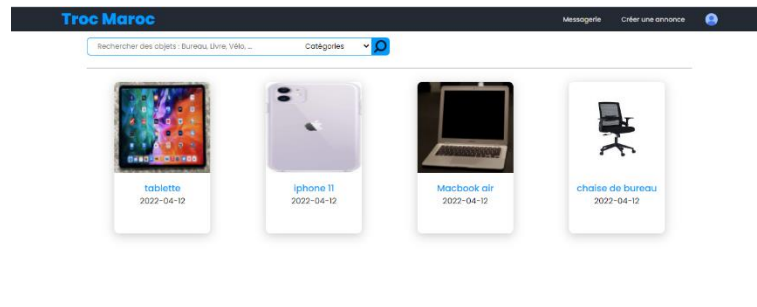 Troc Maroc
Messagerie Créer une annonce
Rechercher des objets : Bureau, Livre, Vélo, ... Catégories
tablette
2022-04-12
iphone 11
2022-04-12
Macbook air
2022-04-12
chaise de bureau
2022-04-12